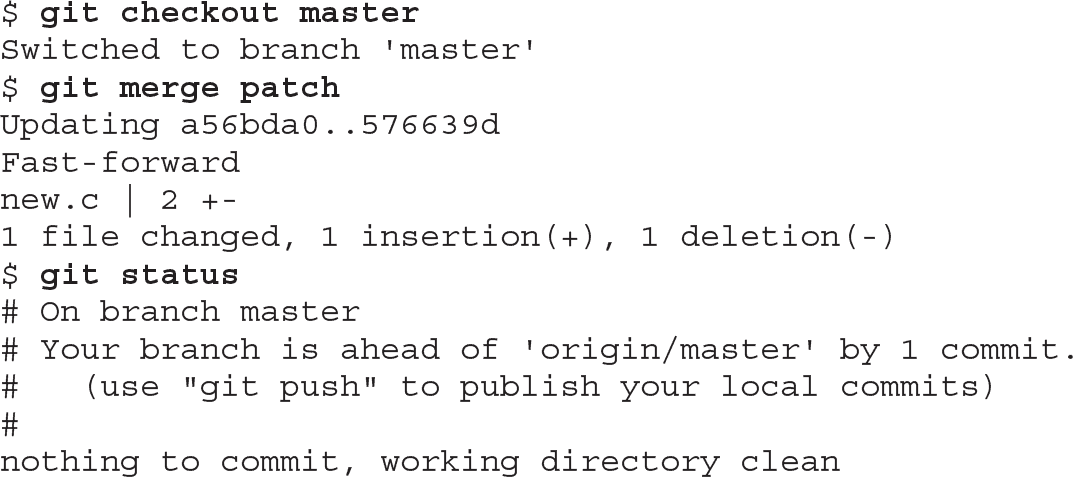 $ git checkout master
Switched to branch 'master'
$ git merge patch
Updating a56bda0..576639d
Fast-forward
new.c | 2 +-
1 file changed, 1 insertion(+), 1 deletion(-)
$ git status
# On branch master
# Your branch is ahead of 'origin/master' by 1 commit.
#   (use "git push" to publish your local commits)
#
nothing to commit, working directory clean